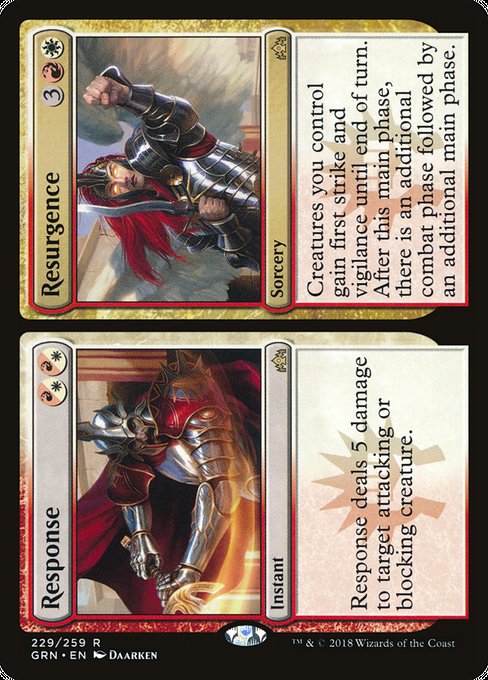 Response
Instant
Response deals 5 damage
to target attacking or
blocking creature.
Resurgence
3
Sorcery
Creatures you control
gain first strike and
vigilance until end of turn.
After this main phase,
there is an additional
combat phase followed by
an additional main phase.
229/259 R
GRN • EN DAARKEN
™ & © 2018 Wizards of the Coast